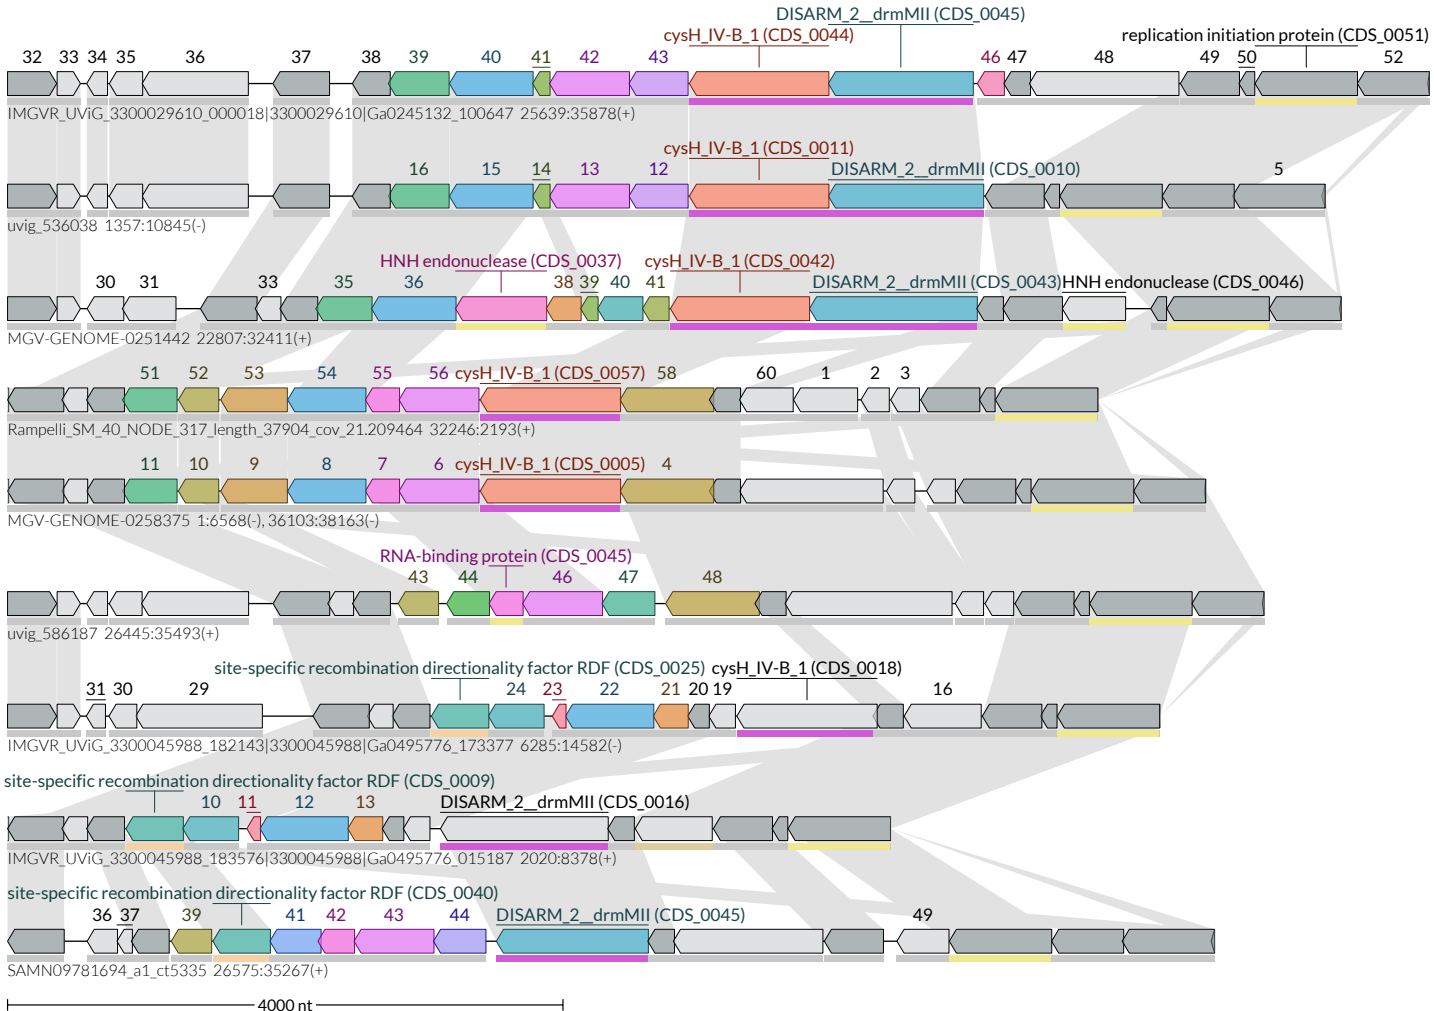 DISARM_2__drmMII (CDS_0045)
cysH_IV-B_1 (CDS_0044) replication initiation protein (CDS_0051)
32 33 34 35 36 37 38 39 40 41 42 43 46 47 48 49 50 52
IMGVR_UViG_3300029610_000018|3300029610|Ga0245132_100647 25639:35878(+)
cysH_IV-B_1 (CDS_0011)
16 15 14 13 12 DISARM_2__drmMII (CDS_0010) 5
uvig_536038 1357:10845(-)
HNH endonuclease (CDS_0037) cysH_IV-B_1 (CDS_0042)
30 31 33 35 36 38 39 40 41 DISARM_2__drmMII (CDS_0043) HNH endonuclease (CDS_0046)
MGV-GENOME-0251442 22807:32411(+)
51 52 53 54 55 56 cysH_IV-B_1 (CDS_0057) 58 60 1 2 3
Rampelli_SM_40_NODE_317_length_37904_cov_21.209464 32246:2193(+)
11 10 9 8 7 6 cysH_IV-B_1 (CDS_0005) 4
MGV-GENOME-0258375 1:6568(-), 36103:38163(-)
RNA-binding protein (CDS_0045)
43 44 46 47 48
uvig_586187 26445:35493(+)
site-specific recombination directionality factor RDF (CDS_0025) cysH_IV-B_1 (CDS_0018)
31 30 29 24 23 22 21 20 19 16
IMGVR_UViG_3300045988_182143|3300045988|Ga0495776_173377 6285:14582(-)
site-specific recombination directionality factor RDF (CDS_0009)
10 11 12 13 DISARM_2__drmMII (CDS_0016)
IMGVR_UViG_3300045988_183576|3300045988|Ga0495776_015187 2020:8378(+)
site-specific recombination directionality factor RDF (CDS_0040)
36 37 39 41 42 43 44 DISARM_2__drmMII (CDS_0045) 49
SAMN09781694_a1_ct5335 26575:35267(+)
4000 nt